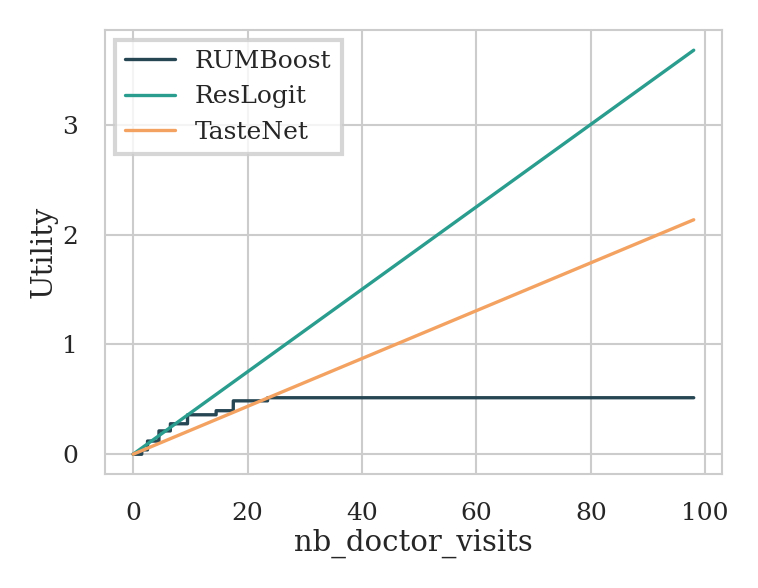 RUMBoost
ResLogit
TasteNet
3
2
1
0
Utility
0 20 40 60 80 100
nb_doctor_visits